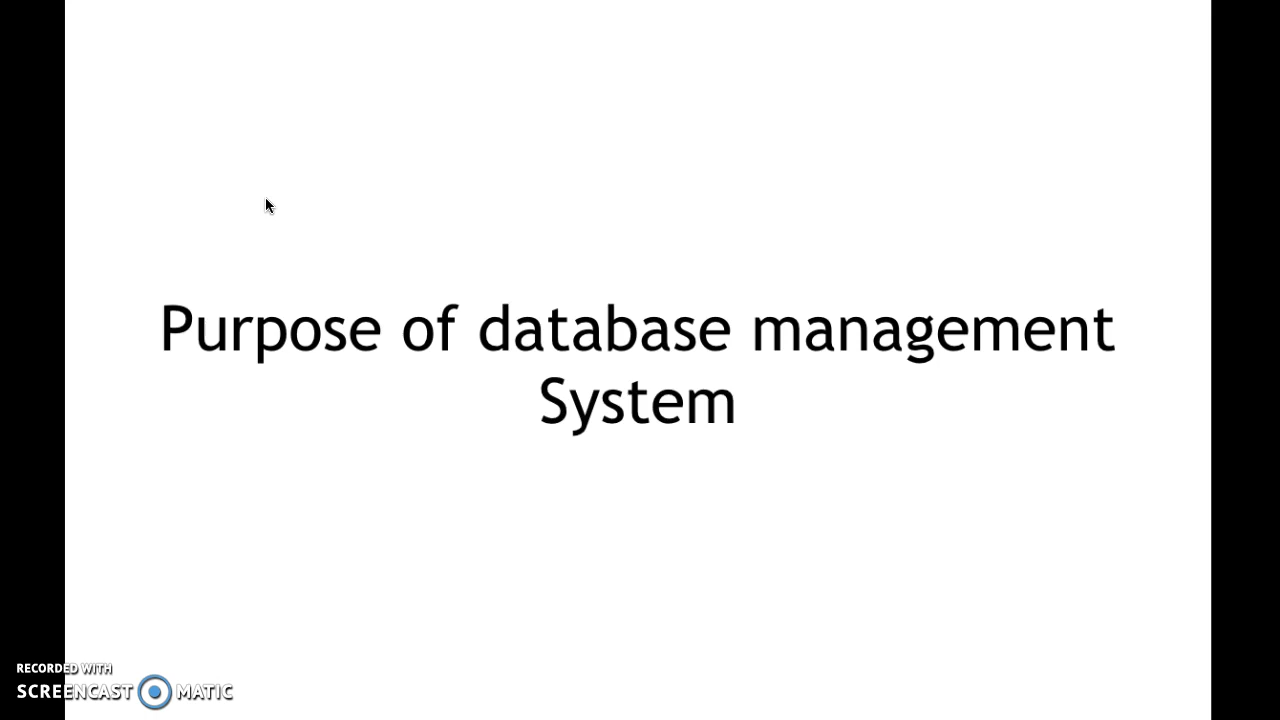 Purpose of database management
System
RECORDED WITH
SCREENCAST MATIC